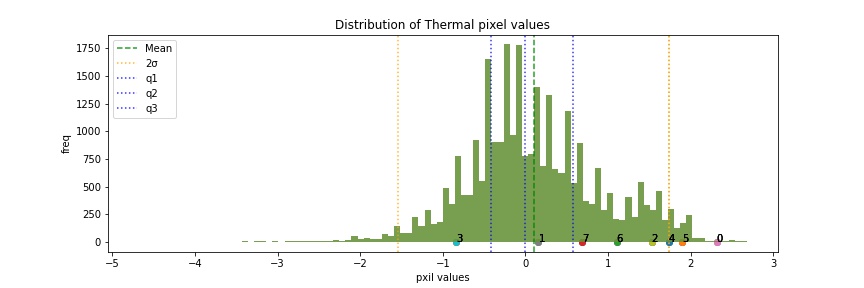 Distribution of Thermal pixel values
Mean
2σ
q1
q2
q3
freq
1750
1500
1250
1000
750
500
250
0
3 1 7 6 2 4 5 0
−5 −4 −3 −2 −1 0 1 2 3
pxil values